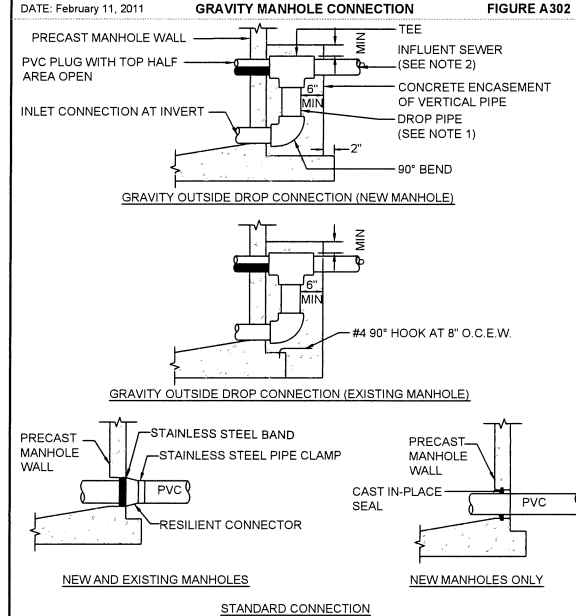 DATE: February 11, 2011 GRAVITY MANHOLE CONNECTION FIGURE A302
PRECAST MANHOLE WALL
PVC PLUG WITH TOP HALF
AREA OPEN
INLET CONNECTION AT INVERT
TEE
MIN
INFLUENT SEWER
(SEE NOTE 2)
6"
MIN
CONCRETE ENCASEMENT
OF VERTICAL PIPE
DROP PIPE
(SEE NOTE 1)
2"
90° BEND
GRAVITY OUTSIDE DROP CONNECTION (NEW MANHOLE)
MIN
6"
MIN
#4 90° HOOK AT 8" O.C.E.W.
GRAVITY OUTSIDE DROP CONNECTION (EXISTING MANHOLE)
PRECAST
MANHOLE
WALL
STAINLESS STEEL BAND
STAINLESS STEEL PIPE CLAMP
PVC
RESILIENT CONNECTOR
NEW AND EXISTING MANHOLES
PRECAST
MANHOLE
WALL
CAST IN-PLACE
SEAL
PVC
NEW MANHOLES ONLY
STANDARD CONNECTION